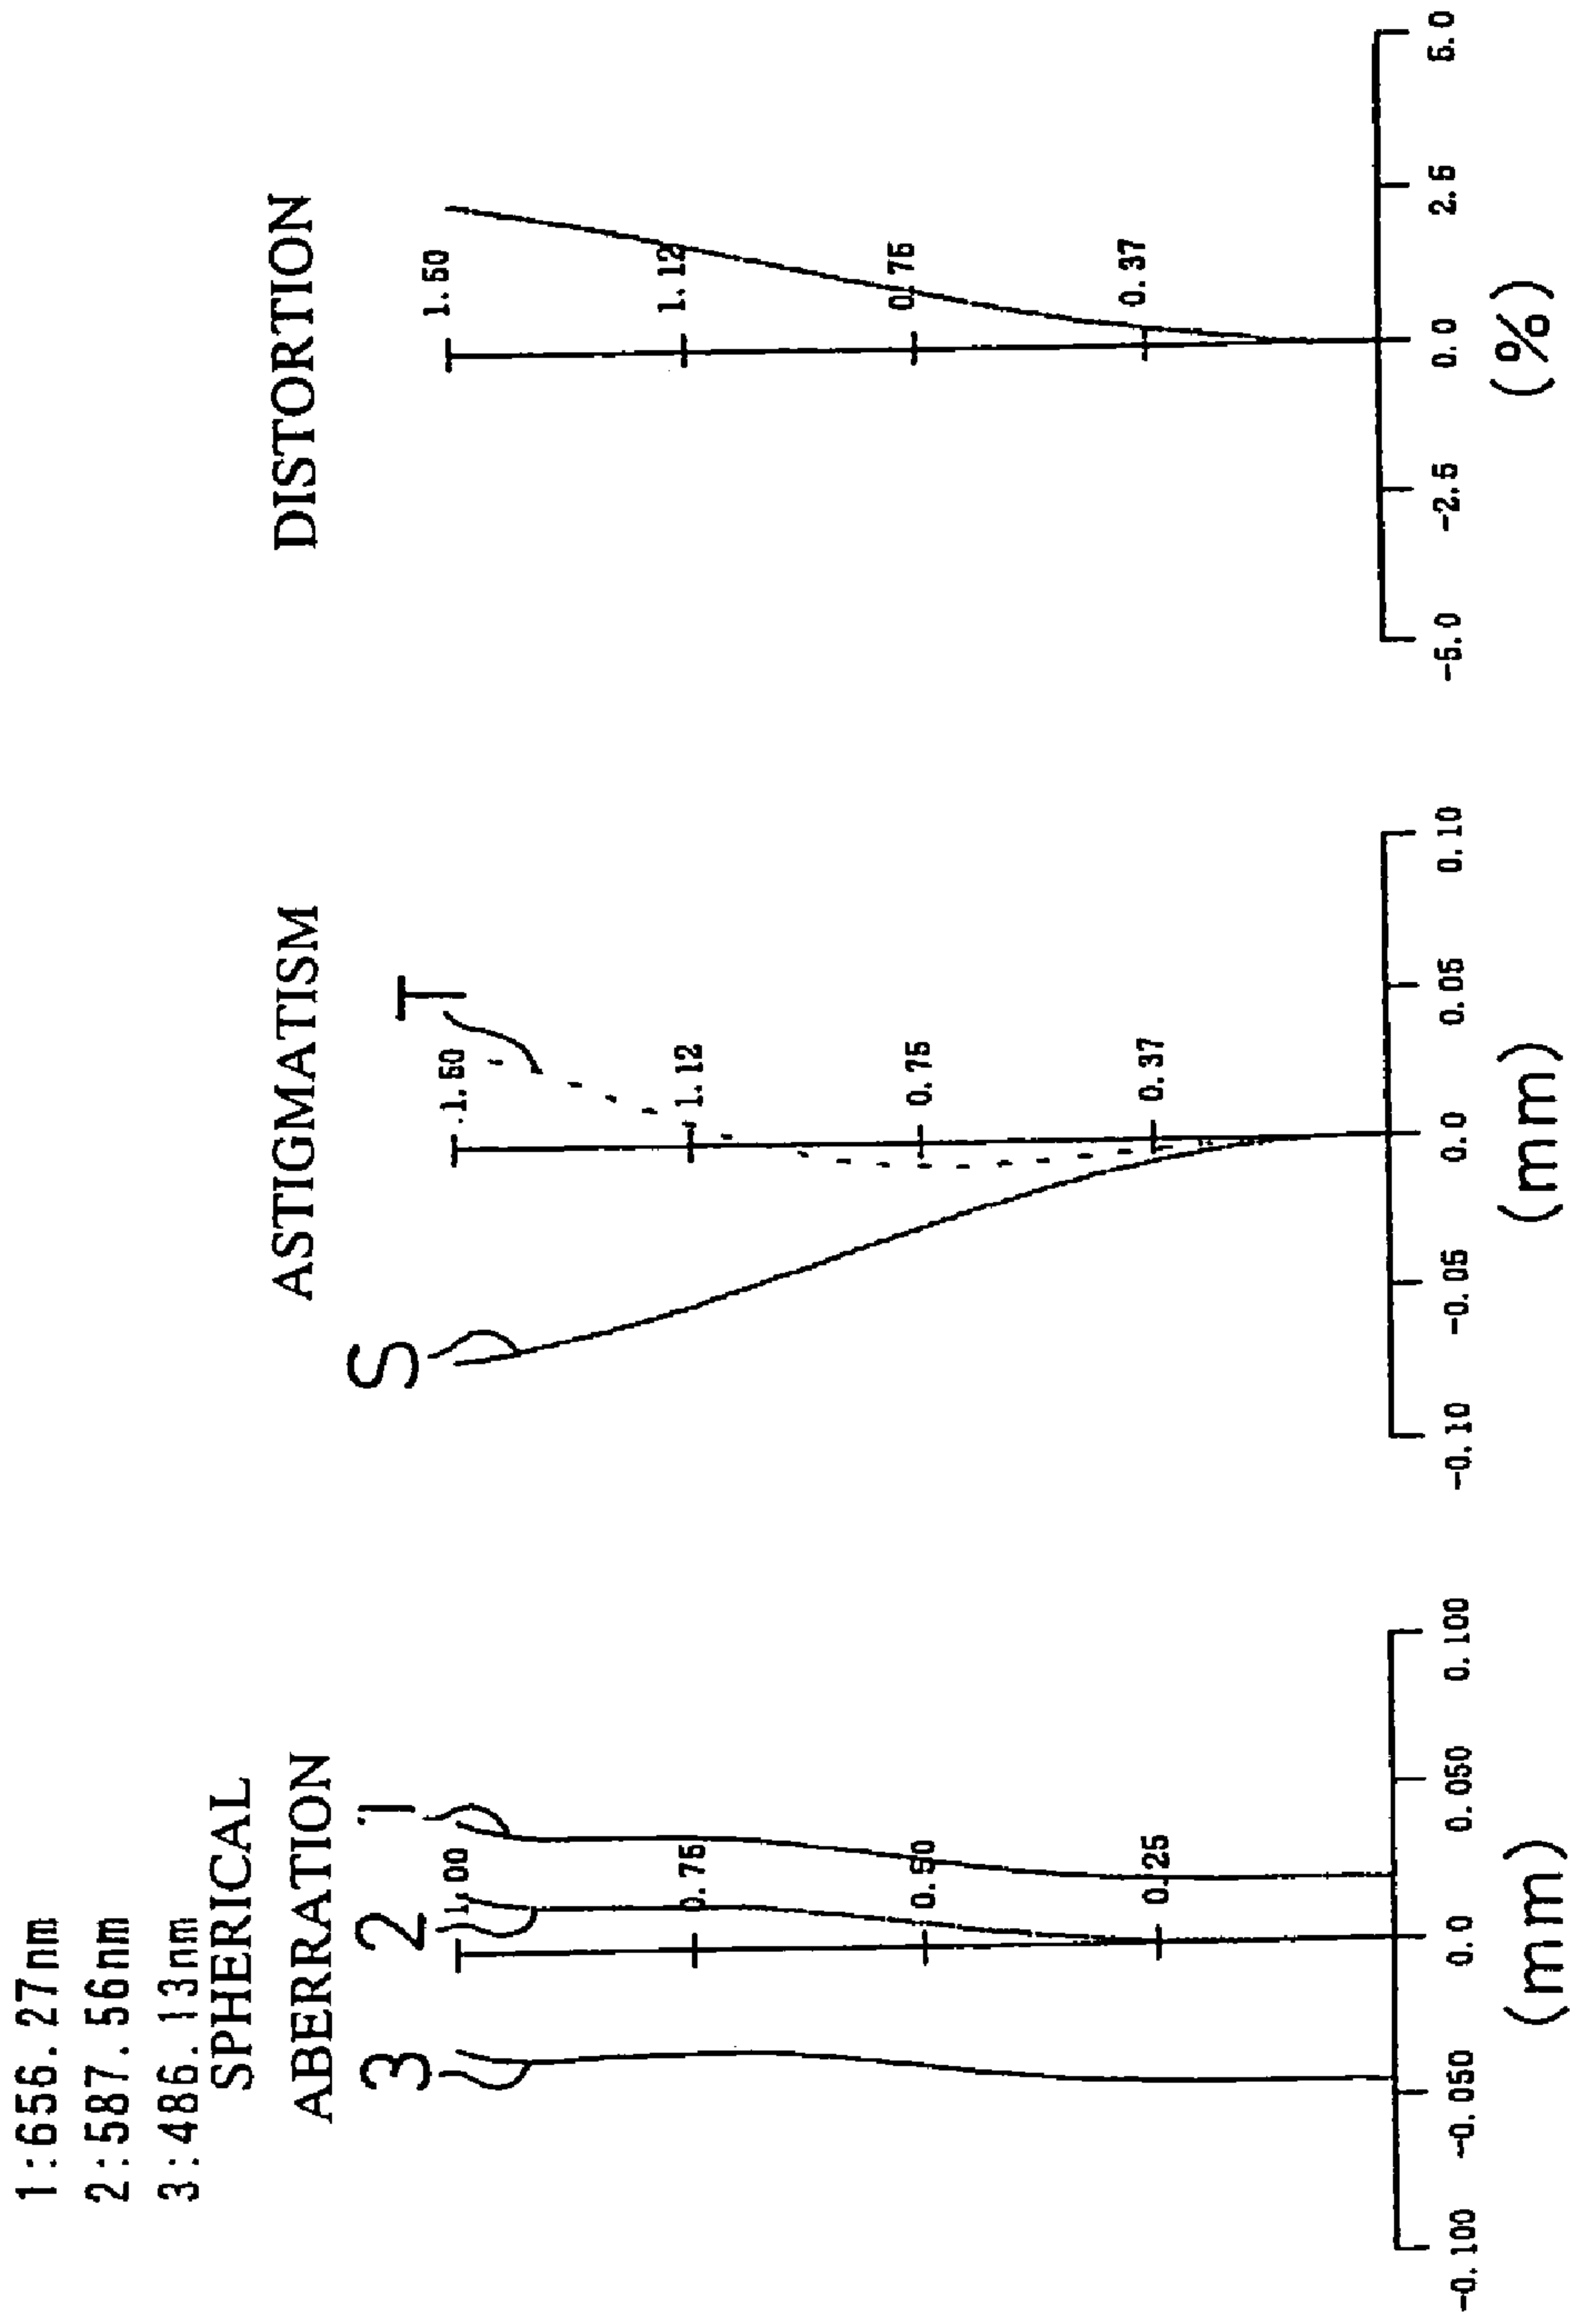 1:656.27nm
2:587.56nm
3:486.13nm
SPHERICAL
ABERRATION
3
2
1
1.00
0.75
0.50
0.25
-0.100
-0.050
0.0
0.050
0.100
(mm)
ASTIGMATISM
S
T
1.50
1.12
0.75
0.37
-0.10
-0.05
0.0
0.05
0.10
(mm)
DISTORTION
1.50
1.12
0.75
0.37
-5.0
-2.5
0.0
2.5
5.0
(%)